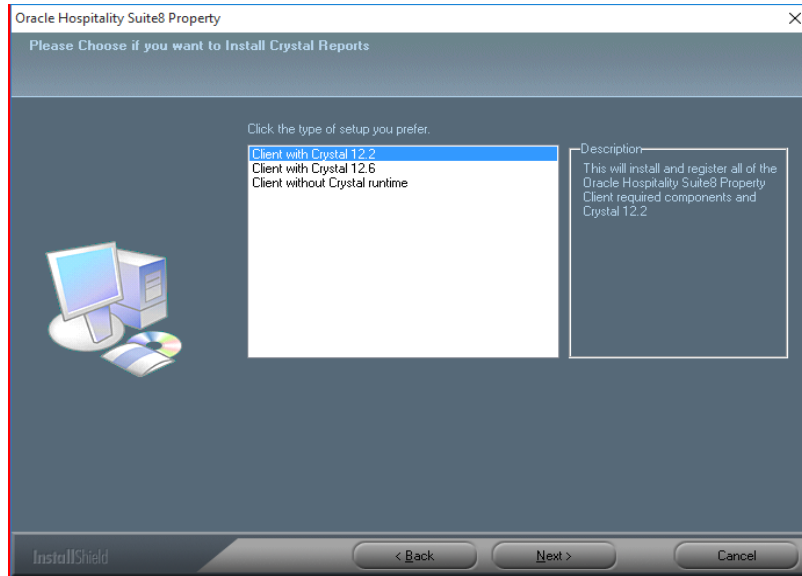 Oracle Hospitality Suite8 Property
Please Choose if you want to Install Crystal Reports
Click the type of setup you prefer.
Client with Crystal 12.2
Client with Crystal 12.6
Client without Crystal runtime
Description
This will install and register all of the
Oracle Hospitality Suite8 Property
Client required components and
Crystal 12.2
InstallShield
< Back
Next >
Cancel